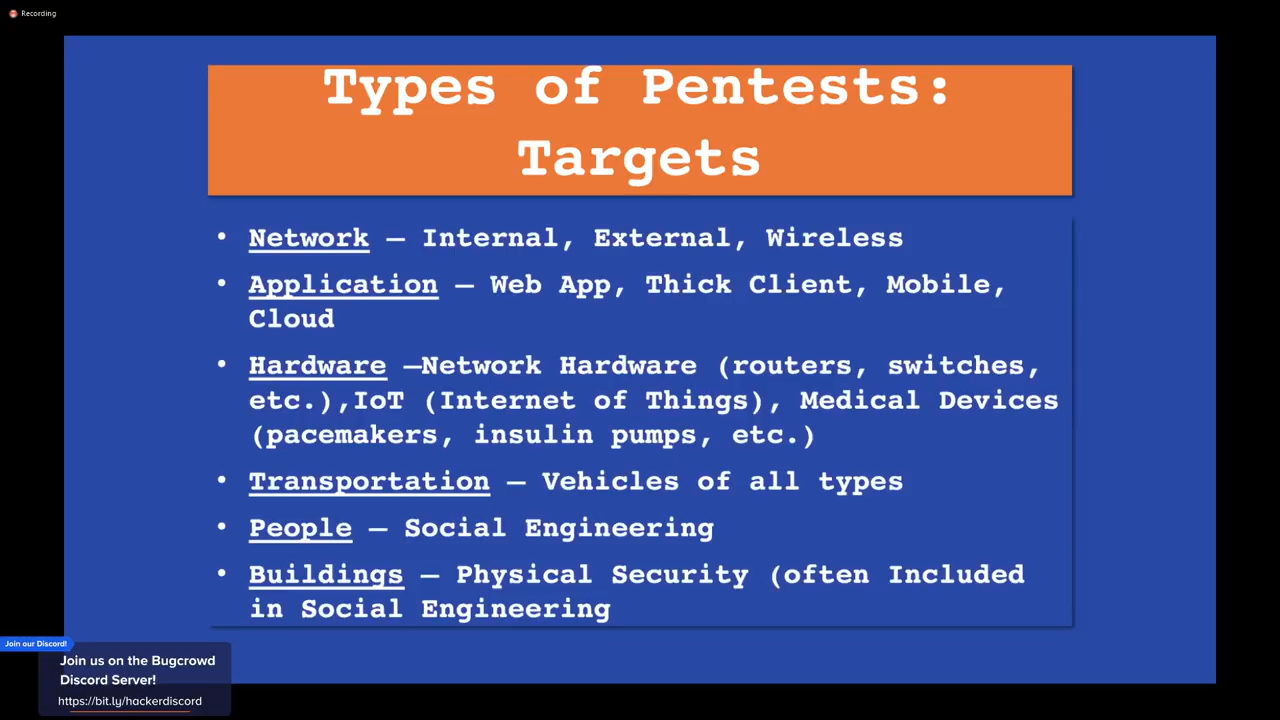 Recording
Types of Pentests:
Targets
• Network – Internal, External, Wireless
• Application – Web App, Thick Client, Mobile,
Cloud
• Hardware –Network Hardware (routers, switches,
etc.),IoT (Internet of Things), Medical Devices
(pacemakers, insulin pumps, etc.)
• Transportation – Vehicles of all types
• People – Social Engineering
• Buildings – Physical Security (often Included
in Social Engineering
Join our Discord!
Join us on the Bugcrowd
Discord Server!
https://bit.ly/hackerdiscord